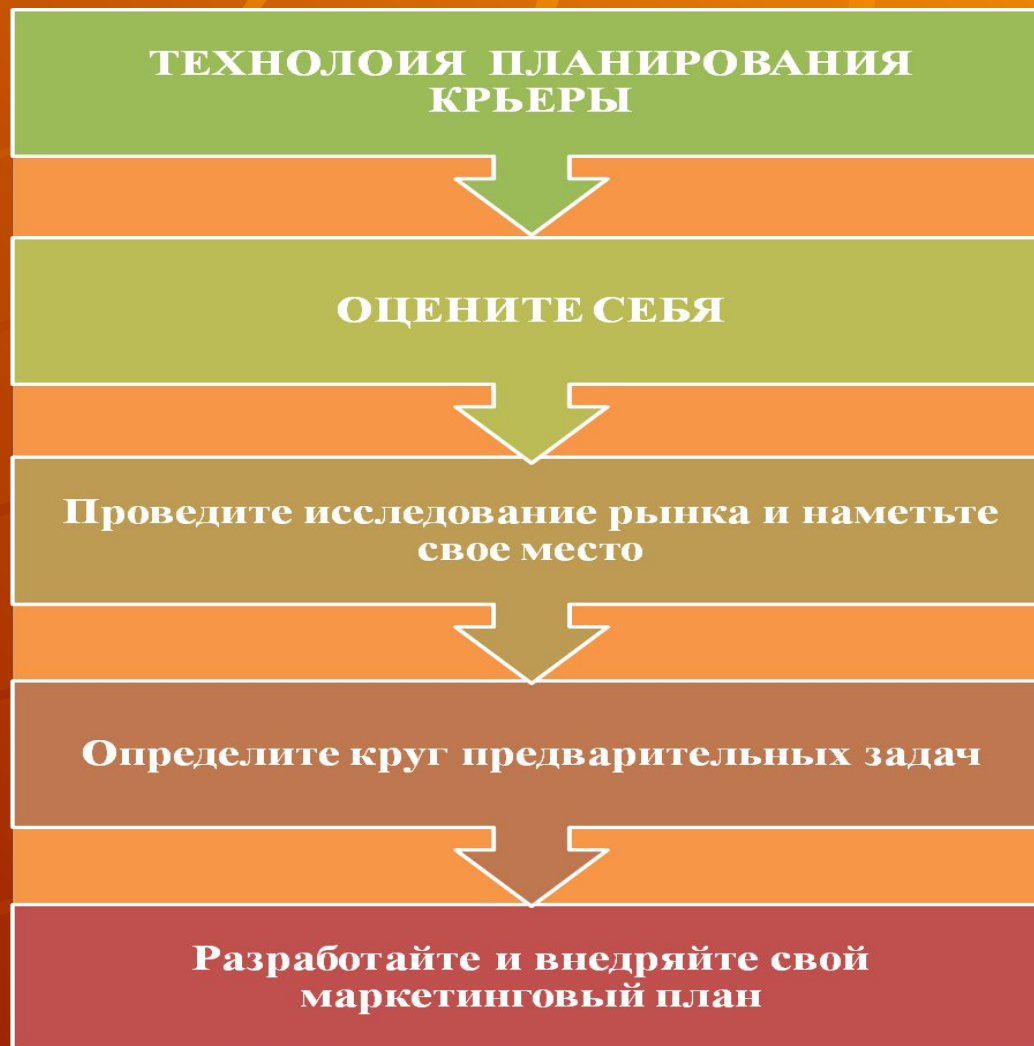 ТЕХНОЛОИЯ ПЛАНИРОВАНИЯ
КРЬЕРЫ
ОЦЕНИТЕ СЕБЯ
Проведите исследование рынка и наметьте
свое место
Определите круг предварительных задач
Разработайте и внедряйте свой
маркетинговый план